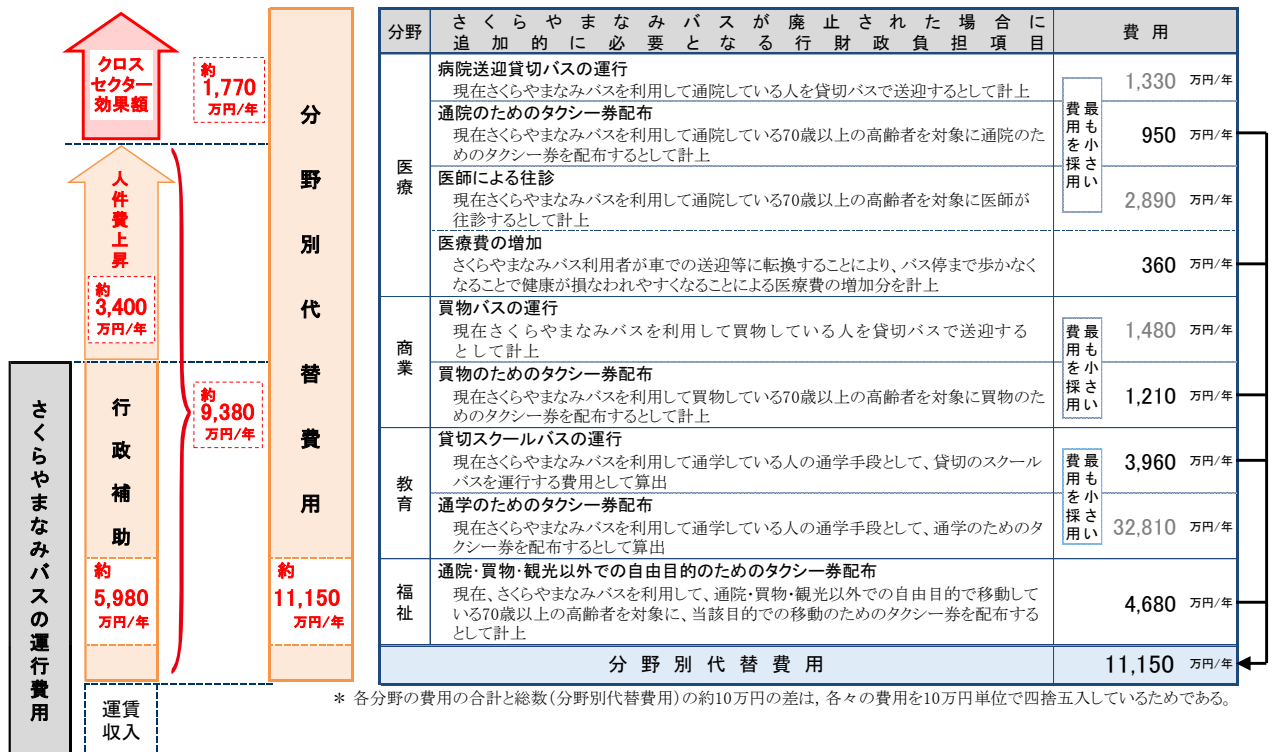 クロス
セクター
効果額
約
1,770
万円/年
人件費上昇
約
3,400
万円/年
約
9,380
万円/年
さくらやまなみバスの運行費用
行政補助
約
5,980
万円/年
運賃
収入
分野別代替費用
約
11,150
万円/年
分野
さくらやまなみバスが廃止された場合に
追加的に必要となる行財政負担項目
費用
医療
病院送迎貸切バスの運行
現在さくらやまなみバスを利用して通院している人を貸切バスで送迎するとして計上
1,330 万円/年
通院のためのタクシー券配布
現在さくらやまなみバスを利用して通院している70歳以上の高齢者を対象に通院のた
めのタクシー券を配布するとして計上
950 万円/年
医師による往診
現在さくらやまなみバスを利用して通院している70歳以上の高齢者を対象に医師が
往診するとして計上
2,890 万円/年
最も小さい
費用を採用
医療費の増加
さくらやまなみバス利用者が車での送迎等に転換することにより、バス停まで歩かなく
なることで健康が損なわれやすくなることによる医療費の増加分を計上
360 万円/年
商業
買物バスの運行
現在さくらやまなみバスを利用して買物している人を貸切バスで送迎する
として計上
1,480 万円/年
買物のためのタクシー券配布
現在さくらやまなみバスを利用して買物している70歳以上の高齢者を対象に買物のた
めのタクシー券を配布するとして計上
1,210 万円/年
最も小さい
費用を採用
教育
貸切スクールバスの運行
現在さくらやまなみバスを利用して通学している人の通学手段として、貸切のスクール
バスを運行する費用として算出
3,960 万円/年
通学のためのタクシー券配布
現在さくらやまなみバスを利用して通学している人の通学手段として、通学のためのタ
クシー券を配布するとして算出
32,810 万円/年
最も小さい
費用を採用
福祉
通院・買物・観光以外での自由目的のためのタクシー券配布
現在、さくらやまなみバスを利用して、通院・買物・観光以外での自由目的で移動して
いる70歳以上の高齢者を対象に、当該目的での移動のためのタクシー券を配布する
として計上
4,680 万円/年
分野別代替費用
11,150 万円/年
＊ 各分野の費用の合計と総数(分野別代替費用)の約10万円の差は，各々の費用を10万円単位で四捨五入しているためである。